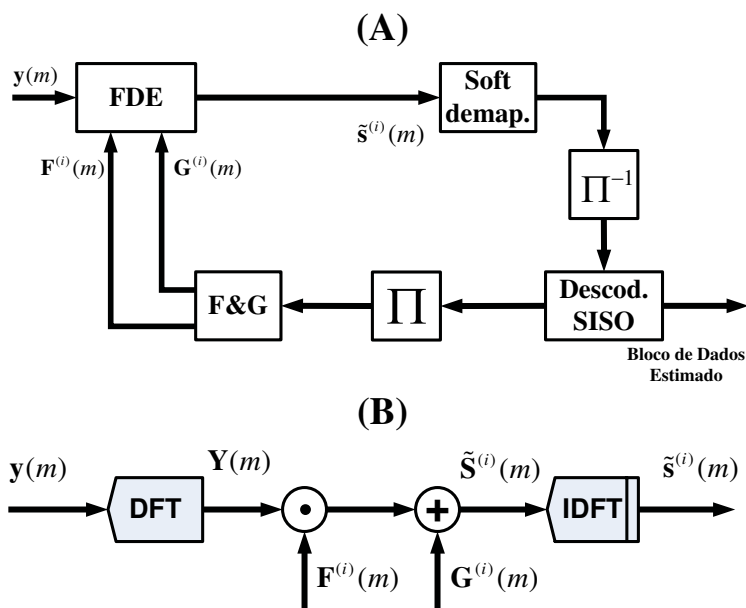 (A)
y(m)
FDE
Soft
demap.
s̃⁽ⁱ⁾(m)
F⁽ⁱ⁾(m)
G⁽ⁱ⁾(m)
Π⁻¹
F&G
Π
Descod.
SISO
Bloco de Dados
Estimado
(B)
y(m)
DFT
Y(m)
S̃⁽ⁱ⁾(m)
IDFT
s̃⁽ⁱ⁾(m)
+
F⁽ⁱ⁾(m)
G⁽ⁱ⁾(m)